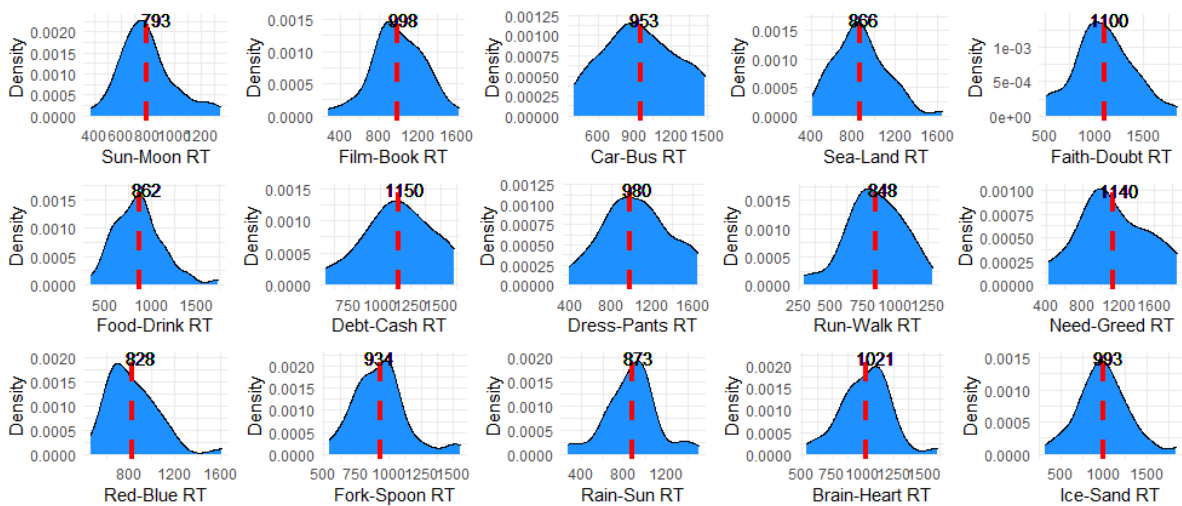 793 998 953 866 1100
Density 0.0020 0.0015 0.0010 0.0005 0.0000
Density 0.0015 0.0010 0.0005 0.0000
Density 0.00125 0.00100 0.00075 0.00050 0.00025 0.00000
Density 0.0015 0.0010 0.0005 0.0000
Density 1e-03 5e-04 0e+00
400 600 800 1000 1200
400 800 1200 1600
600 900 1200 1500
400 800 1200 1600
500 1000 1500
Sun-Moon RT Film-Book RT Car-Bus RT Sea-Land RT Faith-Doubt RT
862 1150 980 848 1140
Density 0.0015 0.0010 0.0005 0.0000
Density 0.0015 0.0010 0.0005 0.0000
Density 0.00125 0.00100 0.00075 0.00050 0.00025 0.00000
Density 0.0015 0.0010 0.0005 0.0000
Density 0.00100 0.00075 0.00050 0.00025 0.00000
500 1000 1500
750 1000 1250 1500
400 800 1200 1600
250 500 750 1000 1250
400 800 1200 1600
Food-Drink RT Debt-Cash RT Dress-Pants RT Run-Walk RT Need-Greed RT
828 934 873 1021 993
Density 0.0020 0.0015 0.0010 0.0005 0.0000
Density 0.0020 0.0015 0.0010 0.0005 0.0000
Density 0.0020 0.0015 0.0010 0.0005 0.0000
Density 0.0020 0.0015 0.0010 0.0005 0.0000
Density 0.0015 0.0010 0.0005 0.0000
800 1200 1600
500 750 1000 1250 1500
400 800 1200
500 750 1000 1250 1500
500 1000 1500
Red-Blue RT Fork-Spoon RT Rain-Sun RT Brain-Heart RT Ice-Sand RT